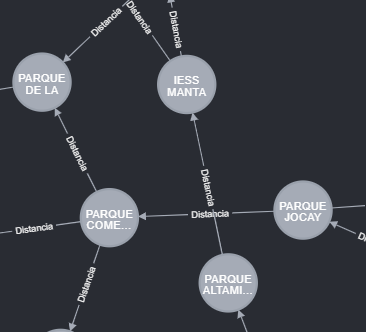 Distancia
Distancia
Distancia
PARQUE
DE LA
IESS
MANTA
Distancia
Distancia
PARQUE
COME...
Distancia
Distancia
PARQUE
JOCAY
Distancia
PARQUE
ALTAMI...